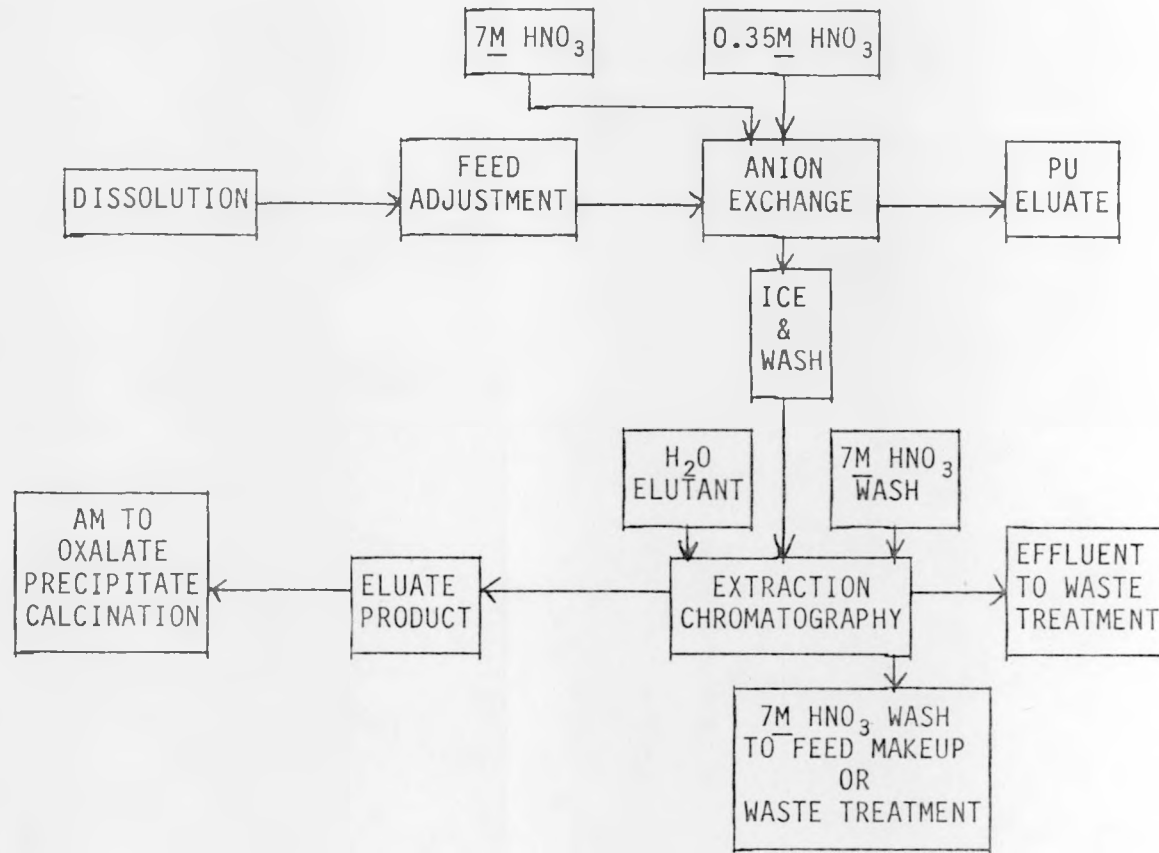 7M HNO3
0.35M HNO3
DISSOLUTION
FEED
ADJUSTMENT
ANION
EXCHANGE
PU
ELUATE
ICE
&
WASH
H2O
ELUTANT
7M HNO3
WASH
AM TO
OXALATE
PRECIPITATE
CALCINATION
ELUATE
PRODUCT
EXTRACTION
CHROMATOGRAPHY
EFFLUENT
TO WASTE
TREATMENT
7M HNO3 WASH
TO FEED MAKEUP
OR
WASTE TREATMENT